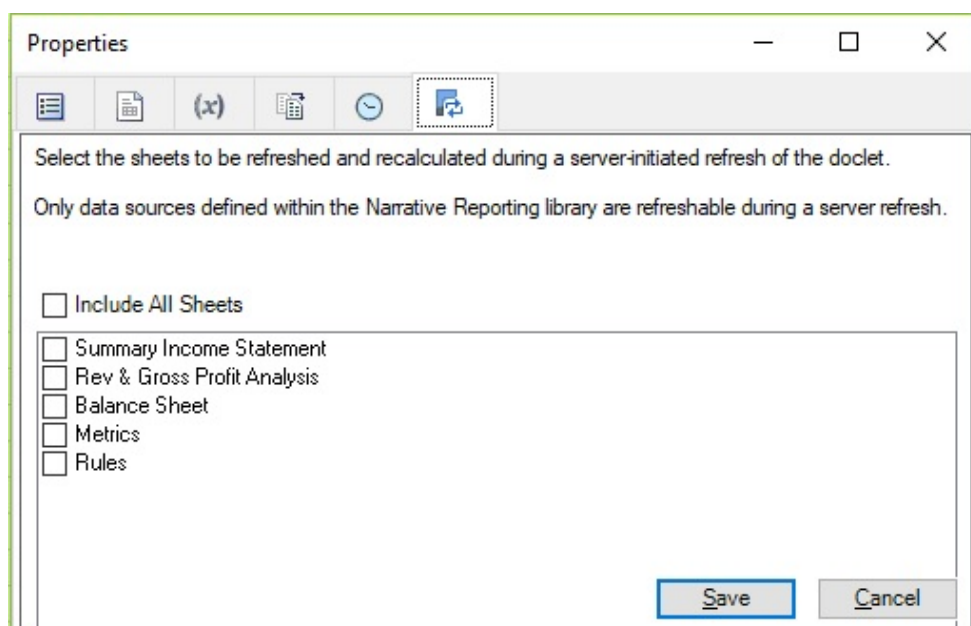 Properties
(x)
Select the sheets to be refreshed and recalculated during a server-initiated refresh of the doclet.
Only data sources defined within the Narrative Reporting library are refreshable during a server refresh.
Include All Sheets
Summary Income Statement
Rev & Gross Profit Analysis
Balance Sheet
Metrics
Rules
Save Cancel